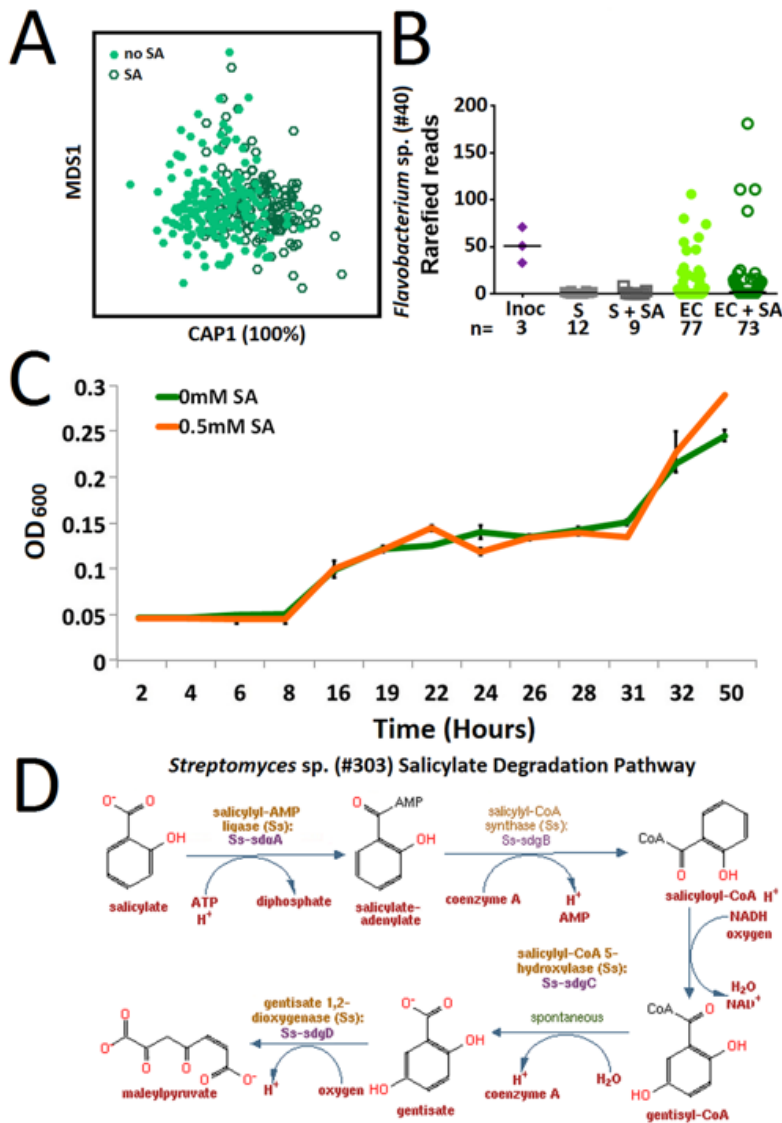 A
no SA
SA
MDS1
CAP1 (100%)
B
Flavobacterium sp. (#40)
Rarefied reads
200
150
100
50
0
Inoc S S + SA EC EC + SA
n= 3 12 9 77 73
C
0mM SA
0.5mM SA
OD600
0.3
0.25
0.2
0.15
0.1
0.05
0
2 4 6 8 16 19 22 24 26 28 31 32 50
Time (Hours)
D
Streptomyces sp. (#303) Salicylate Degradation Pathway
O-
O
OH
salicylate
salicylyl-AMP
ligase (Ss):
Ss-sdgA
ATP
H+
diphosphate
AMP
O
OH
salicylate-
adenylate
salicylyl-CoA
synthase (Ss):
Ss-sdgB
coenzyme A
H+
AMP
CoA
O
OH
salicyloyl-CoA H+
NADH
oxygen
H2O
NAD+
salicylyl-CoA 5-
hydroxylase (Ss):
Ss-sdgC
CoA
O
OH
HO
gentisyl-CoA
spontaneous
H2O
H+
coenzyme A
O-
O
OH
HO
gentisate
gentisate 1,2-
dioxygenase (Ss):
Ss-sdgD
oxygen
H+
O
O-
O
O
O
O-
maleylpyruvate